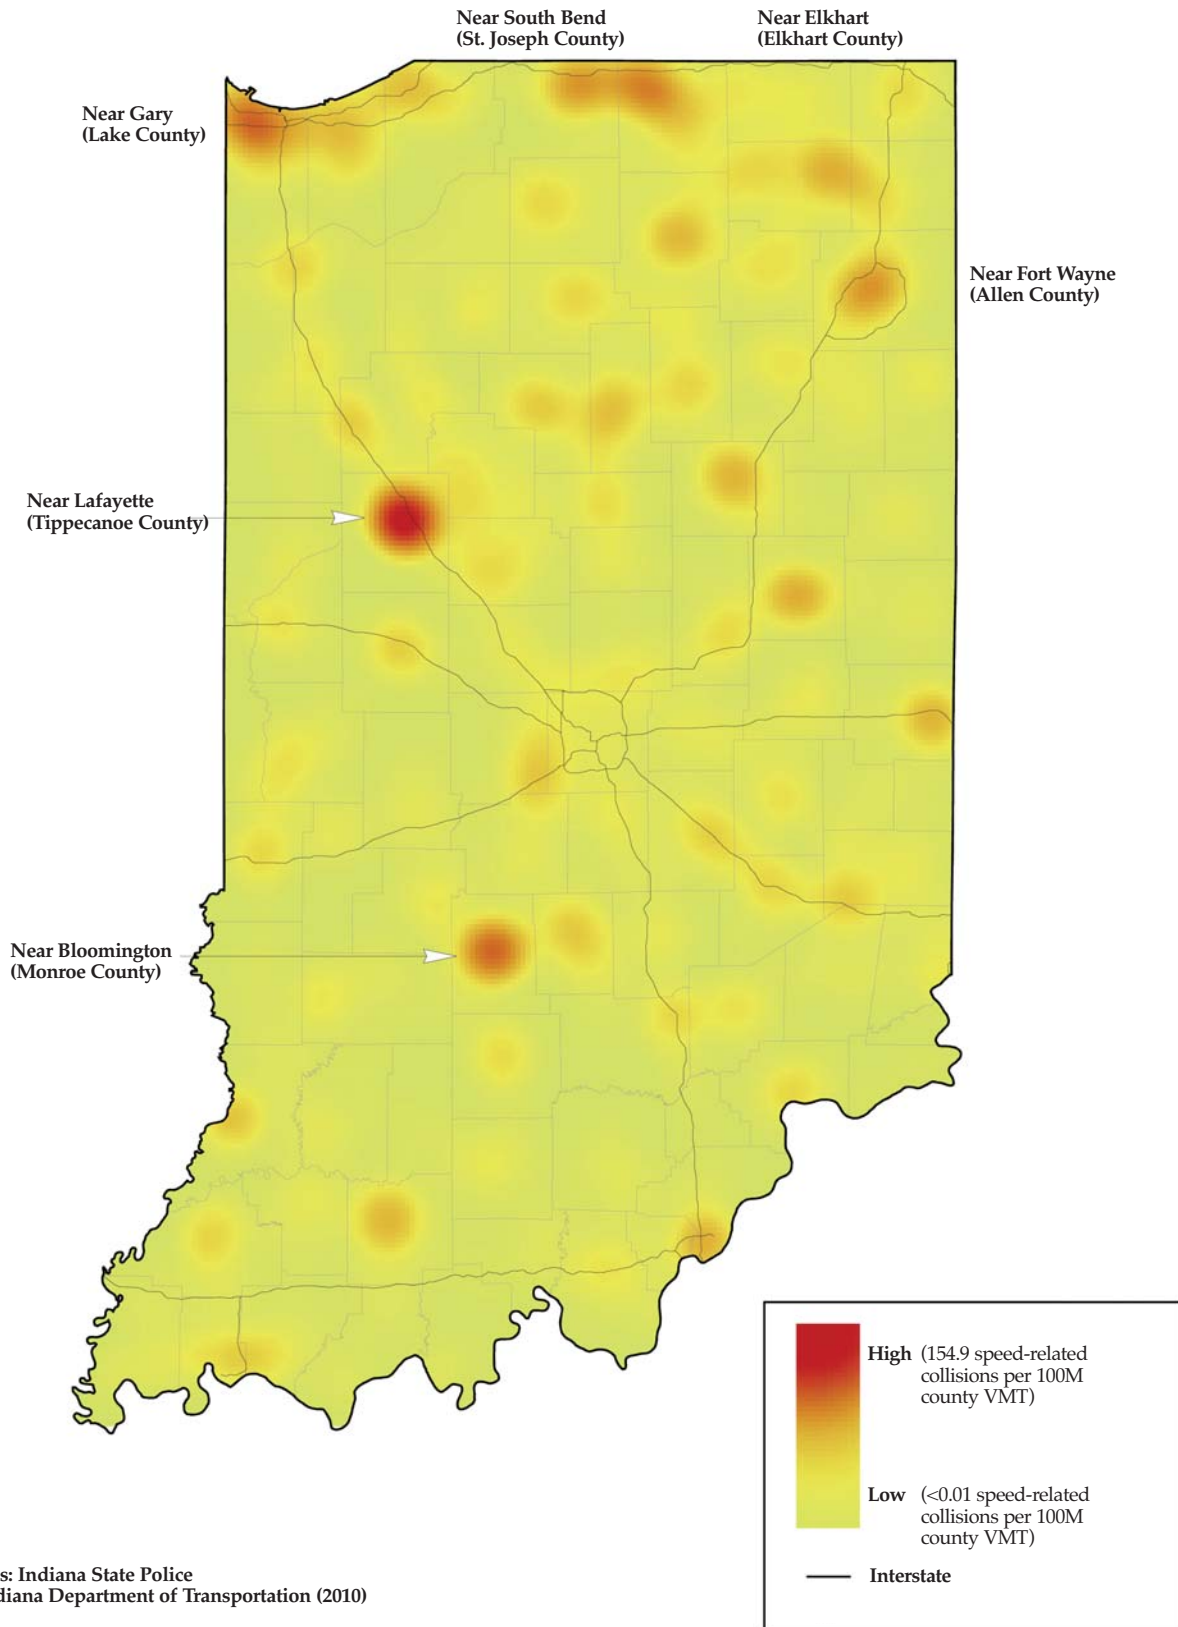 Near South Bend
(St. Joseph County)
Near Elkhart
(Elkhart County)
Near Gary
(Lake County)
Near Fort Wayne
(Allen County)
Near Lafayette
(Tippecanoe County)
Near Bloomington
(Monroe County)
High (154.9 speed-related
collisions per 100M
county VMT)
Low (<0.01 speed-related
collisions per 100M
county VMT)
Interstate
s: Indiana State Police
diana Department of Transportation (2010)